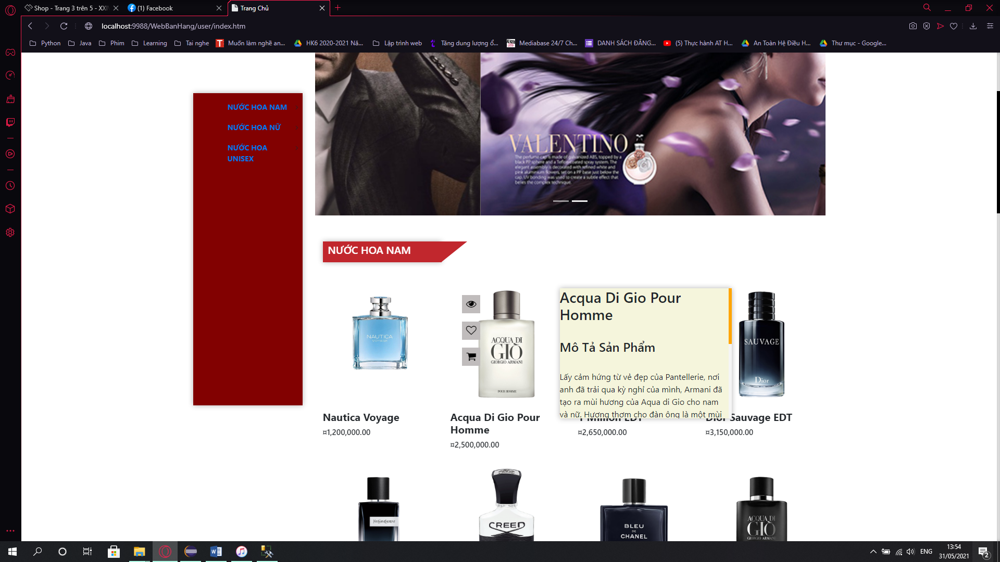 Shop - Trang 3 trên 5 - XXIV
(1) Facebook
Trang Chủ
localhost:9988/WebBanHang/user/index.htm
Python
Java
Phim
Learning
Tai nghe
Muốn làm nghề an...
HK6 2020-2021 Nă...
Lập trình web
Tăng dung lượng ổ...
Mediabase 24/7 Ch...
DANH SÁCH ĐĂNG...
(5) Thực hành AT H...
An Toàn Hệ Điều H...
Thư mục - Google...
NƯỚC HOA NAM
NƯỚC HOA NỮ
NƯỚC HOA
UNISEX
VALENTINO
The perfume cap is made of galvanized ABS, topped by a
black PP sphere and a Teflon-coated spray system. The
elegant assembly is decorated with refined white and
pink aluminium flowers, set on a PP base just below the
cap. UV bonding was used to create a subtle effect that
belies the complex technique.
NƯỚC HOA NAM
NAUTICA
VOYAGE
ACQUA DI
GIÒ
GIORGIO ARMANI
POUR HOMME
Acqua Di Gio Pour
Homme
Mô Tả Sản Phẩm
Lấy cảm hứng từ vẻ đẹp của Pantellerie, nơi
anh đã trải qua kỳ nghỉ của mình, Armani đã
tạo ra mùi hương của Aqua di Gio cho nam
và nữ. Hương thơm cho đàn ông là một mùi
SAUVAGE
Dior
Nautica Voyage
¤1,200,000.00
Acqua Di Gio Pour
Homme
¤2,500,000.00
1 Million EDT
¤2,650,000.00
Dior Sauvage EDT
¤3,150,000.00
YVES SAINT LAURENT
CREED
BLEU
DE
CHANEL
ACQUA DI
GIÒ
GIORGIO ARMANI
ENG
13:54
31/05/2021
2